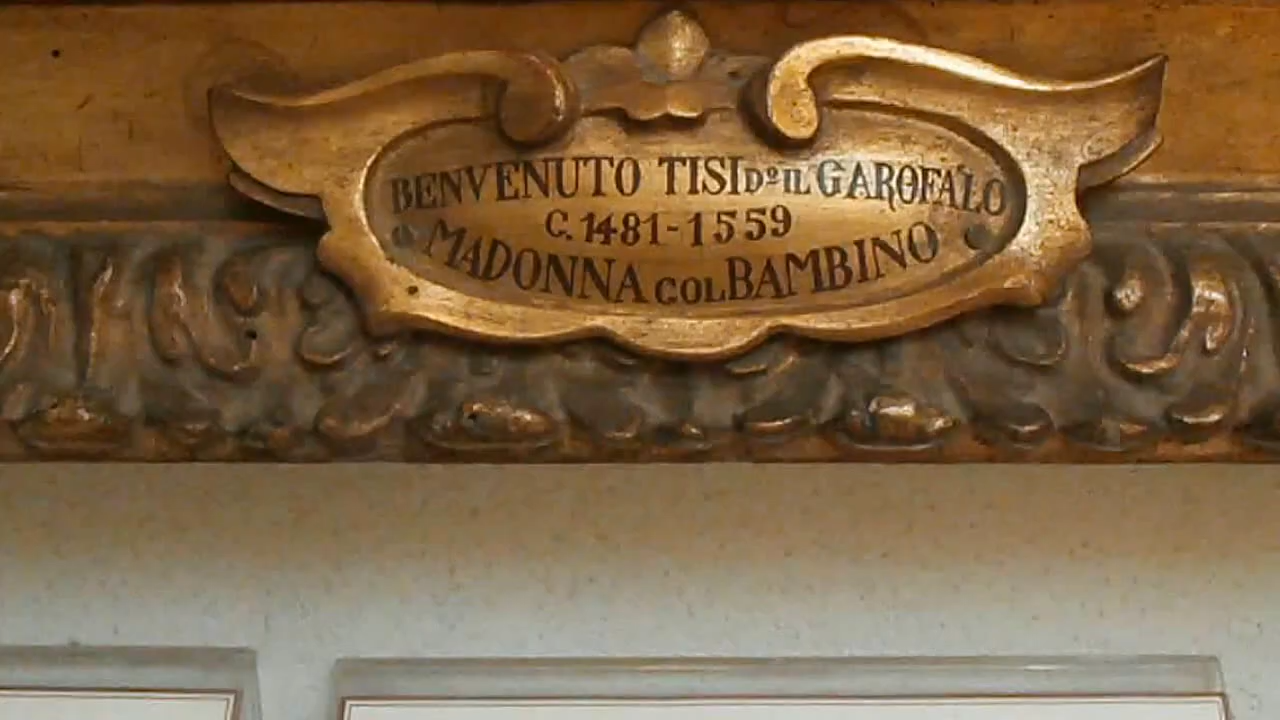 BENVENUTO TISI Dº IL GAROFALO
C. 1481-1559
MADONNA COL BAMBINO